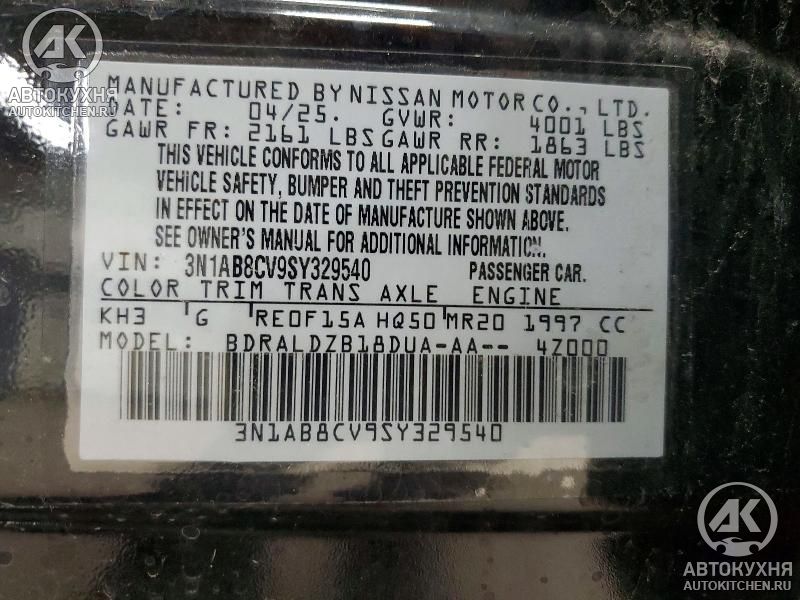 AK
АВТОКУХНЯ
AUTOKITCHEN.RU
MANUFACTURED BY NISSAN MOTOR CO., LTD.
DATE: 04/25. GVWR: 4001 LBS
GAWR FR: 2161 LBS GAWR RR: 1863 LBS
THIS VEHICLE CONFORMS TO ALL APPLICABLE FEDERAL MOTOR
VEHICLE SAFETY, BUMPER AND THEFT PREVENTION STANDARDS
IN EFFECT ON THE DATE OF MANUFACTURE SHOWN ABOVE.
SEE OWNER'S MANUAL FOR ADDITIONAL INFORMATION.
VIN: 3N1AB8CV9SY329540 PASSENGER CAR.
COLOR TRIM TRANS AXLE ENGINE
KH3 G RE0F15A HQ50 MR20 1997 CC
MODEL: BDRALDZB18DUA-AA-- 4Z000
3N1AB8CV9SY329540
AK
АВТОКУХНЯ
AUTOKITCHEN.RU